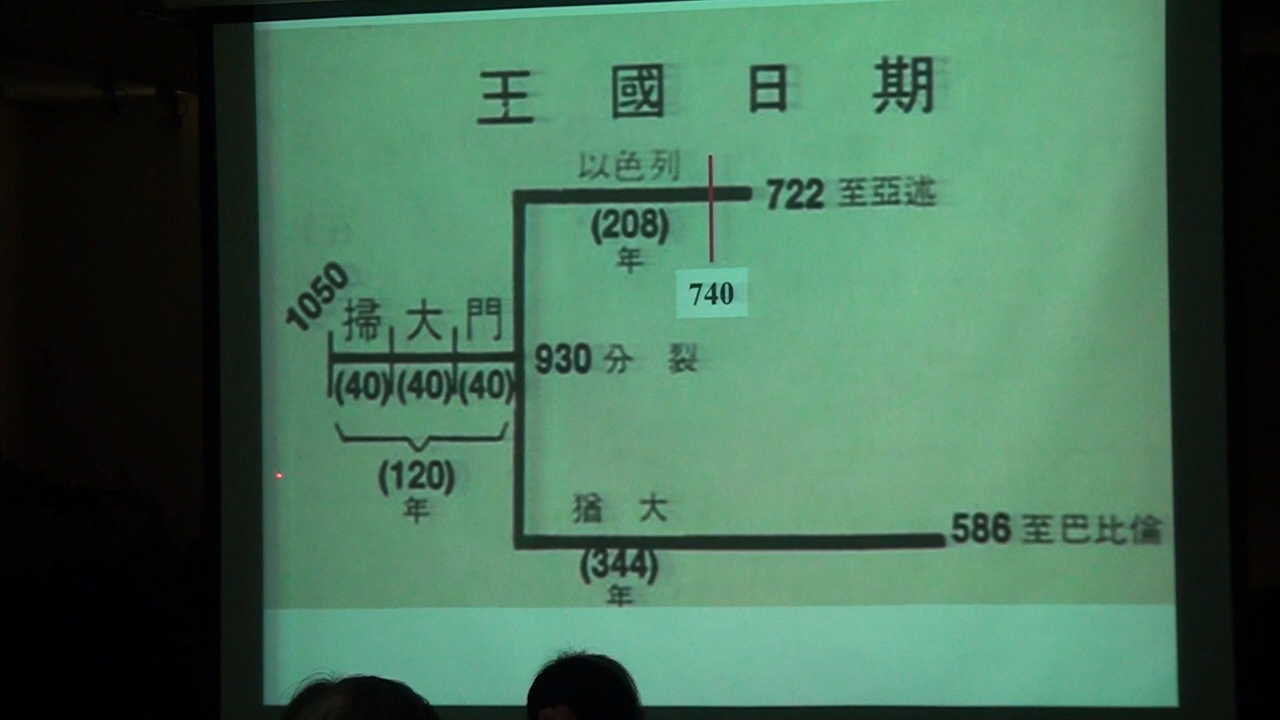 王國日期
以色列
722 至亞述
(208)
年
740
1050
掃 大 門
930 分裂
(40) (40) (40)
(120)
年
猶大
586 至巴比倫
(344)
年